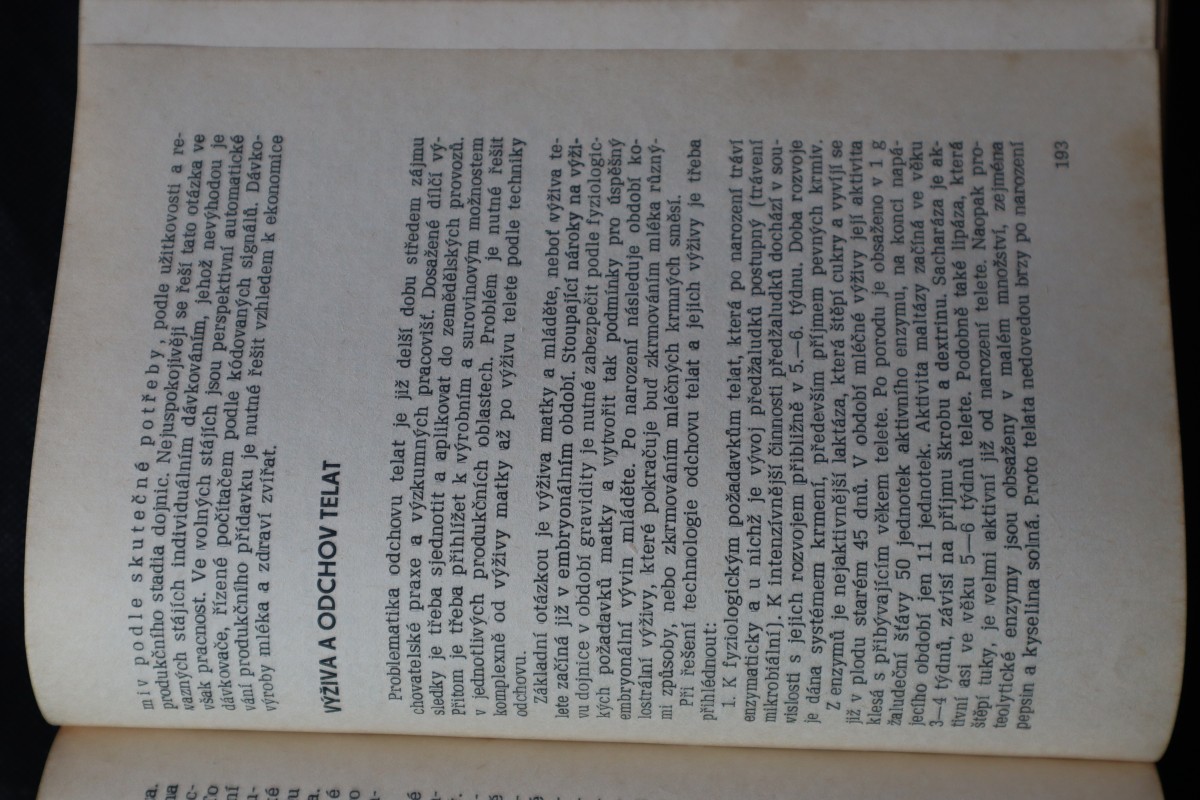 miv podle skutečné potřeby, podle užitkovosti a re-
produkčního stadia dojnic. Nejuspokojivěji se řeší tato otázka ve
vazných stájích individuálním dávkováním, jehož nevýhodou je
však pracnost. Ve volných stájích jsou perspektivní automatické
dávkovače, řízené počítačem podle kódovaných signálů. Dávko-
vání produkčního přídavku je nutné řešit vzhledem k ekonomice
výroby mléka a zdraví zvířat.
VÝŽIVA A ODCHOV TELAT
Problematika odchovu telat je již delší dobu středem zájmu
chovatelské praxe a výzkumných pracovišť. Dosažené dílčí vý-
sledky je třeba sjednotit a aplikovat do zemědělských provozů.
Přitom je třeba přihlížet k výrobním a surovinovým možnostem
v jednotlivých produkčních oblastech. Problém je nutné řešit
komplexně od výživy matky až po výživu telete podle techniky
odchovu.
Základní otázkou je výživa matky a mláděte, neboť výživa te-
lete začíná již v embryonálním období. Stoupající nároky na výži-
vu dojnice v období gravidity je nutné zabezpečit podle fyziologic-
kých požadavků matky a vytvořit tak podmínky pro úspěšný
embryonální vývin mláděte. Po narození následuje období ko-
lostrální výživy, které pokračuje buď zkrmováním mléka různý-
mi způsoby, nebo zkrmováním mléčných krmných směsí.
Při řešení technologie odchovu telat a jejich výživy je třeba
přihlédnout:
1. K fyziologickým požadavkům telat, která po narození tráví
enzymaticky a u nichž je vývoj předžaludků postupný (trávení
mikrobiální). K intenzívnější činnosti předžaludků dochází v sou-
vislosti s jejich rozvojem přibližně v 5.—6. týdnu. Doba rozvoje
je dána systémem krmení, především příjmem pevných krmiv.
Z enzymů je nejaktivnější laktáza, která štěpí cukry a vyvíjí se
již v plodu starém 45 dnů. V období mléčné výživy její aktivita
klesá s přibývajícím věkem telete. Po porodu je obsaženo v 1 g
žaludeční šťávy 50 jednotek aktivního enzymu, na konci napá-
jecího období jen 11 jednotek. Aktivita maltázy začíná ve věku
3—4 týdnů, závisí na příjmu škrobu a dextrinu. Sacharáza je ak-
tivní asi ve věku 5—6 týdnů telete. Podobně také lipáza, která
štěpí tuky, je velmi aktivní již od narození telete. Naopak pro-
teolytické enzymy jsou obsaženy v malém množství, zejména
pepsin a kyselina solná. Proto telata nedovedou brzy po narození
193